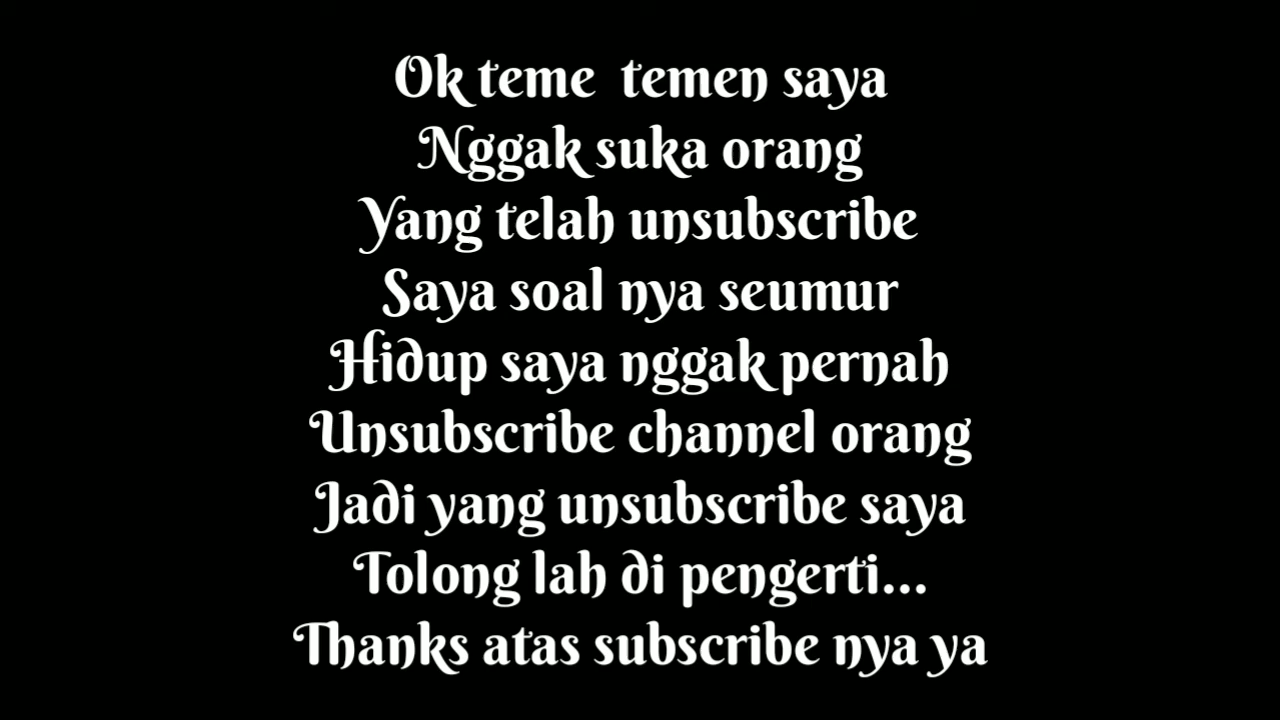 Ok teme  temen saya
Nggak suka orang
Yang telah unsubscribe
Saya soal nya seumur
Hidup saya nggak pernah
Unsubscribe channel orang
Jadi yang unsubscribe saya
Tolong lah di pengerti...
Thanks atas subscribe nya ya